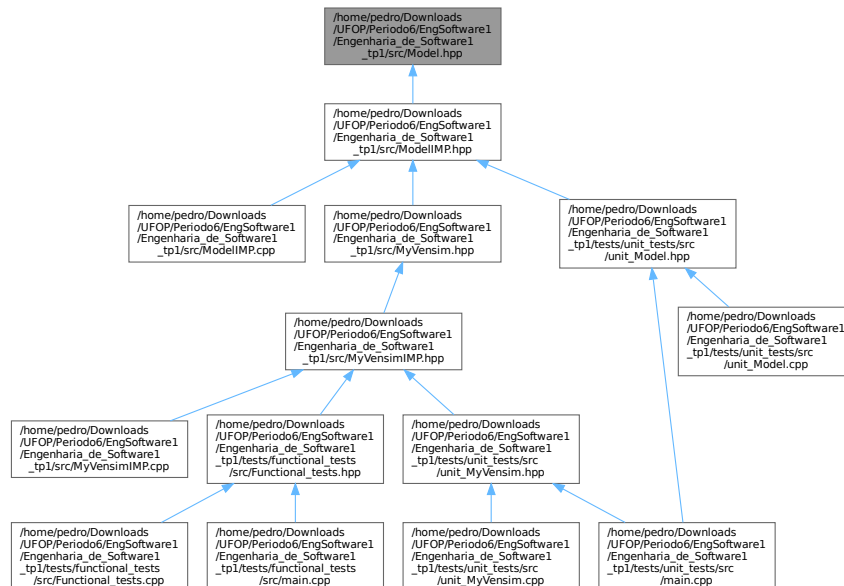 /home/pedro/Downloads
/UFOP/Periodo6/EngSoftware1
/Engenharia_de_Software1
_tp1/src/Model.hpp
/home/pedro/Downloads
/UFOP/Periodo6/EngSoftware1
/Engenharia_de_Software1
_tp1/src/ModelIMP.hpp
/home/pedro/Downloads
/UFOP/Periodo6/EngSoftware1
/Engenharia_de_Software1
_tp1/src/ModelIMP.cpp
/home/pedro/Downloads
/UFOP/Periodo6/EngSoftware1
/Engenharia_de_Software1
_tp1/src/MyVensim.hpp
/home/pedro/Downloads
/UFOP/Periodo6/EngSoftware1
/Engenharia_de_Software1
_tp1/tests/unit_tests/src
/unit_Model.hpp
/home/pedro/Downloads
/UFOP/Periodo6/EngSoftware1
/Engenharia_de_Software1
_tp1/src/MyVensimIMP.hpp
/home/pedro/Downloads
/UFOP/Periodo6/EngSoftware1
/Engenharia_de_Software1
_tp1/tests/unit_tests/src
/unit_Model.cpp
/home/pedro/Downloads
/UFOP/Periodo6/EngSoftware1
/Engenharia_de_Software1
_tp1/src/MyVensimIMP.cpp
/home/pedro/Downloads
/UFOP/Periodo6/EngSoftware1
/Engenharia_de_Software1
_tp1/tests/functional_tests
/src/Functional_tests.hpp
/home/pedro/Downloads
/UFOP/Periodo6/EngSoftware1
/Engenharia_de_Software1
_tp1/tests/unit_tests/src
/unit_MyVensim.hpp
/home/pedro/Downloads
/UFOP/Periodo6/EngSoftware1
/Engenharia_de_Software1
_tp1/tests/functional_tests
/src/Functional_tests.cpp
/home/pedro/Downloads
/UFOP/Periodo6/EngSoftware1
/Engenharia_de_Software1
_tp1/tests/functional_tests
/src/main.cpp
/home/pedro/Downloads
/UFOP/Periodo6/EngSoftware1
/Engenharia_de_Software1
_tp1/tests/unit_tests/src
/unit_MyVensim.cpp
/home/pedro/Downloads
/UFOP/Periodo6/EngSoftware1
/Engenharia_de_Software1
_tp1/tests/unit_tests/src
/main.cpp